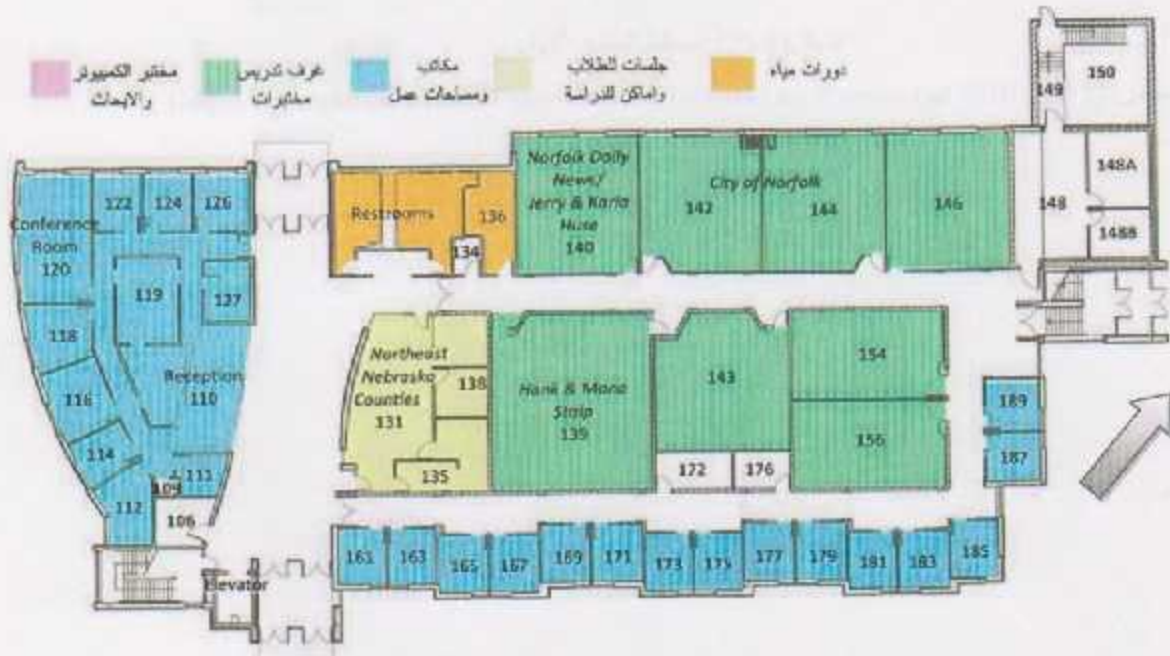 دورات مياه
جلسات للطلاب
واماكن للدراسة
مكاتب
ومساحات عمل
غرف تدريس
مختبرات
مختبر الكمبيوتر
والابحاث
150
149
148A
148
148B
Norfolk Daily
News/
Jerry & Karla
Huse
140
City of Norfolk
142
144
146
Restrooms
136
134
122
124
126
Conference
Room
120
119
127
118
116
Reception
110
114
111
109
112
106
Elevator
Northeast
Nebraska
Counties
131
138
135
Hank & Mona
Stalp
139
143
154
156
172
176
189
187
161
163
165
167
169
171
173
175
177
179
181
183
185